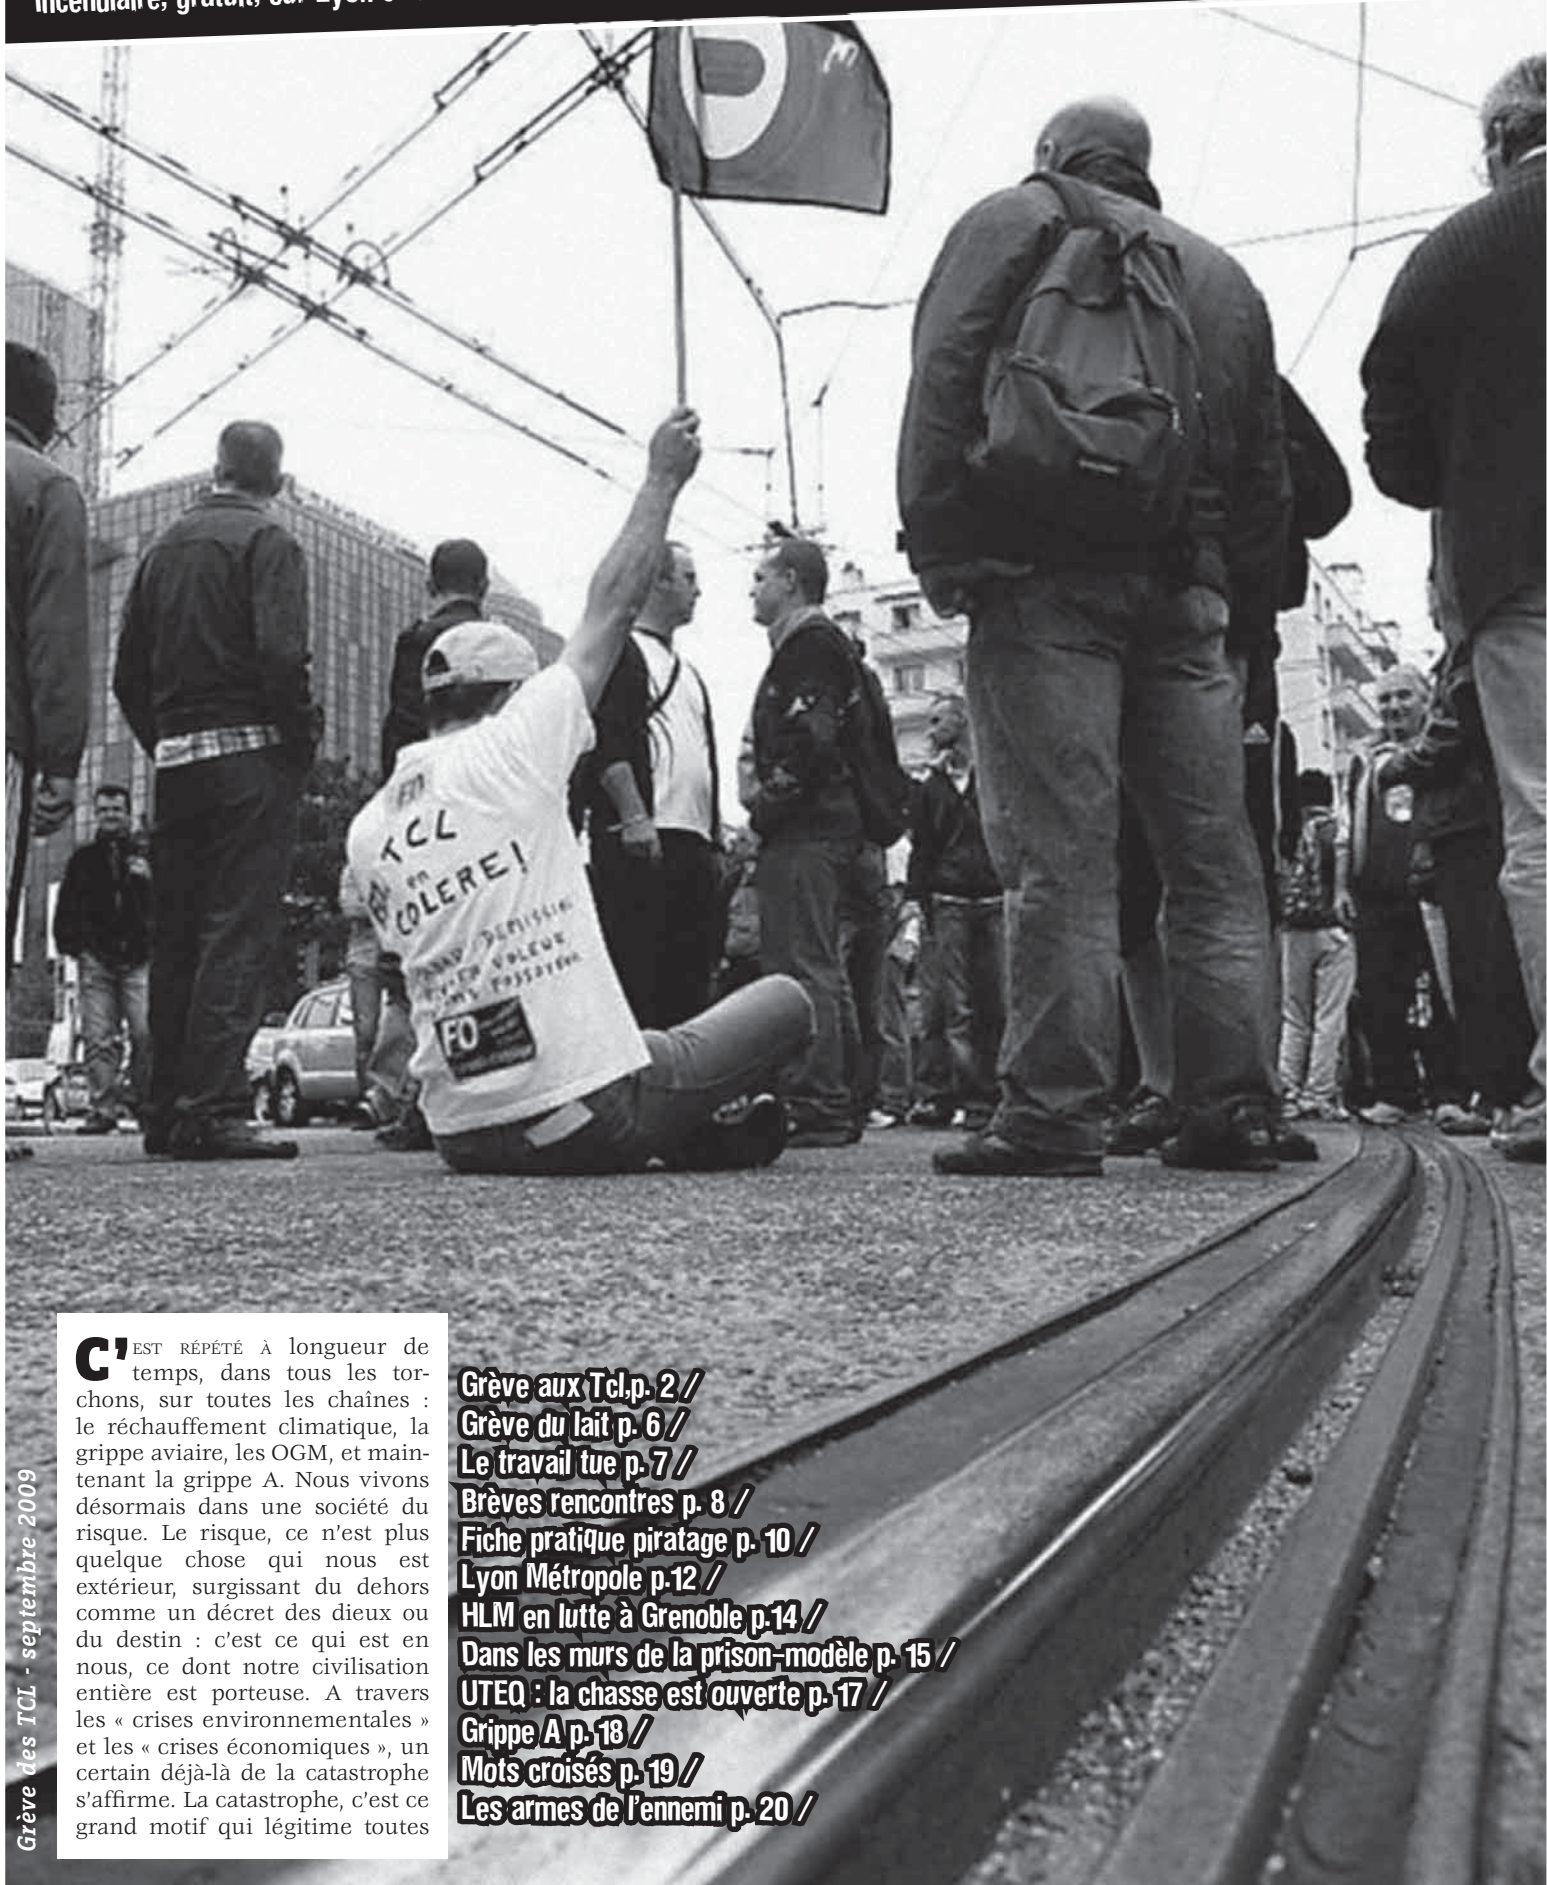 incendiaire, gratuit, sur Lyon
TCL
en
COLERE!
DEMISSION
VOLEUR
FOSSOYEUR
FO
C'EST RÉPÉTÉ À longueur de
temps, dans tous les tor-
chons, sur toutes les chaînes :
le réchauffement climatique, la
grippe aviaire, les OGM, et main-
tenant la grippe A. Nous vivons
désormais dans une société du
risque. Le risque, ce n'est plus
quelque chose qui nous est
extérieur, surgissant du dehors
comme un décret des dieux ou
du destin : c'est ce qui est en
nous, ce dont notre civilisation
entière est porteuse. A travers
les « crises environnementales »
et les « crises économiques », un
certain déjà-là de la catastrophe
s'affirme. La catastrophe, c'est ce
grand motif qui légitime toutes
Grève aux Tcl,p. 2 /
Grève du lait p. 6 /
Le travail tue p. 7 /
Brèves rencontres p. 8 /
Fiche pratique piratage p. 10 /
Lyon Métropole p.12 /
HLM en lutte à Grenoble p.14 /
Dans les murs de la prison-modèle p. 15 /
UTEQ : la chasse est ouverte p. 17 /
Grippe A p. 18 /
Mots croisés p. 19 /
Les armes de l'ennemi p. 20 /
Grève des TCL - septembre 2009